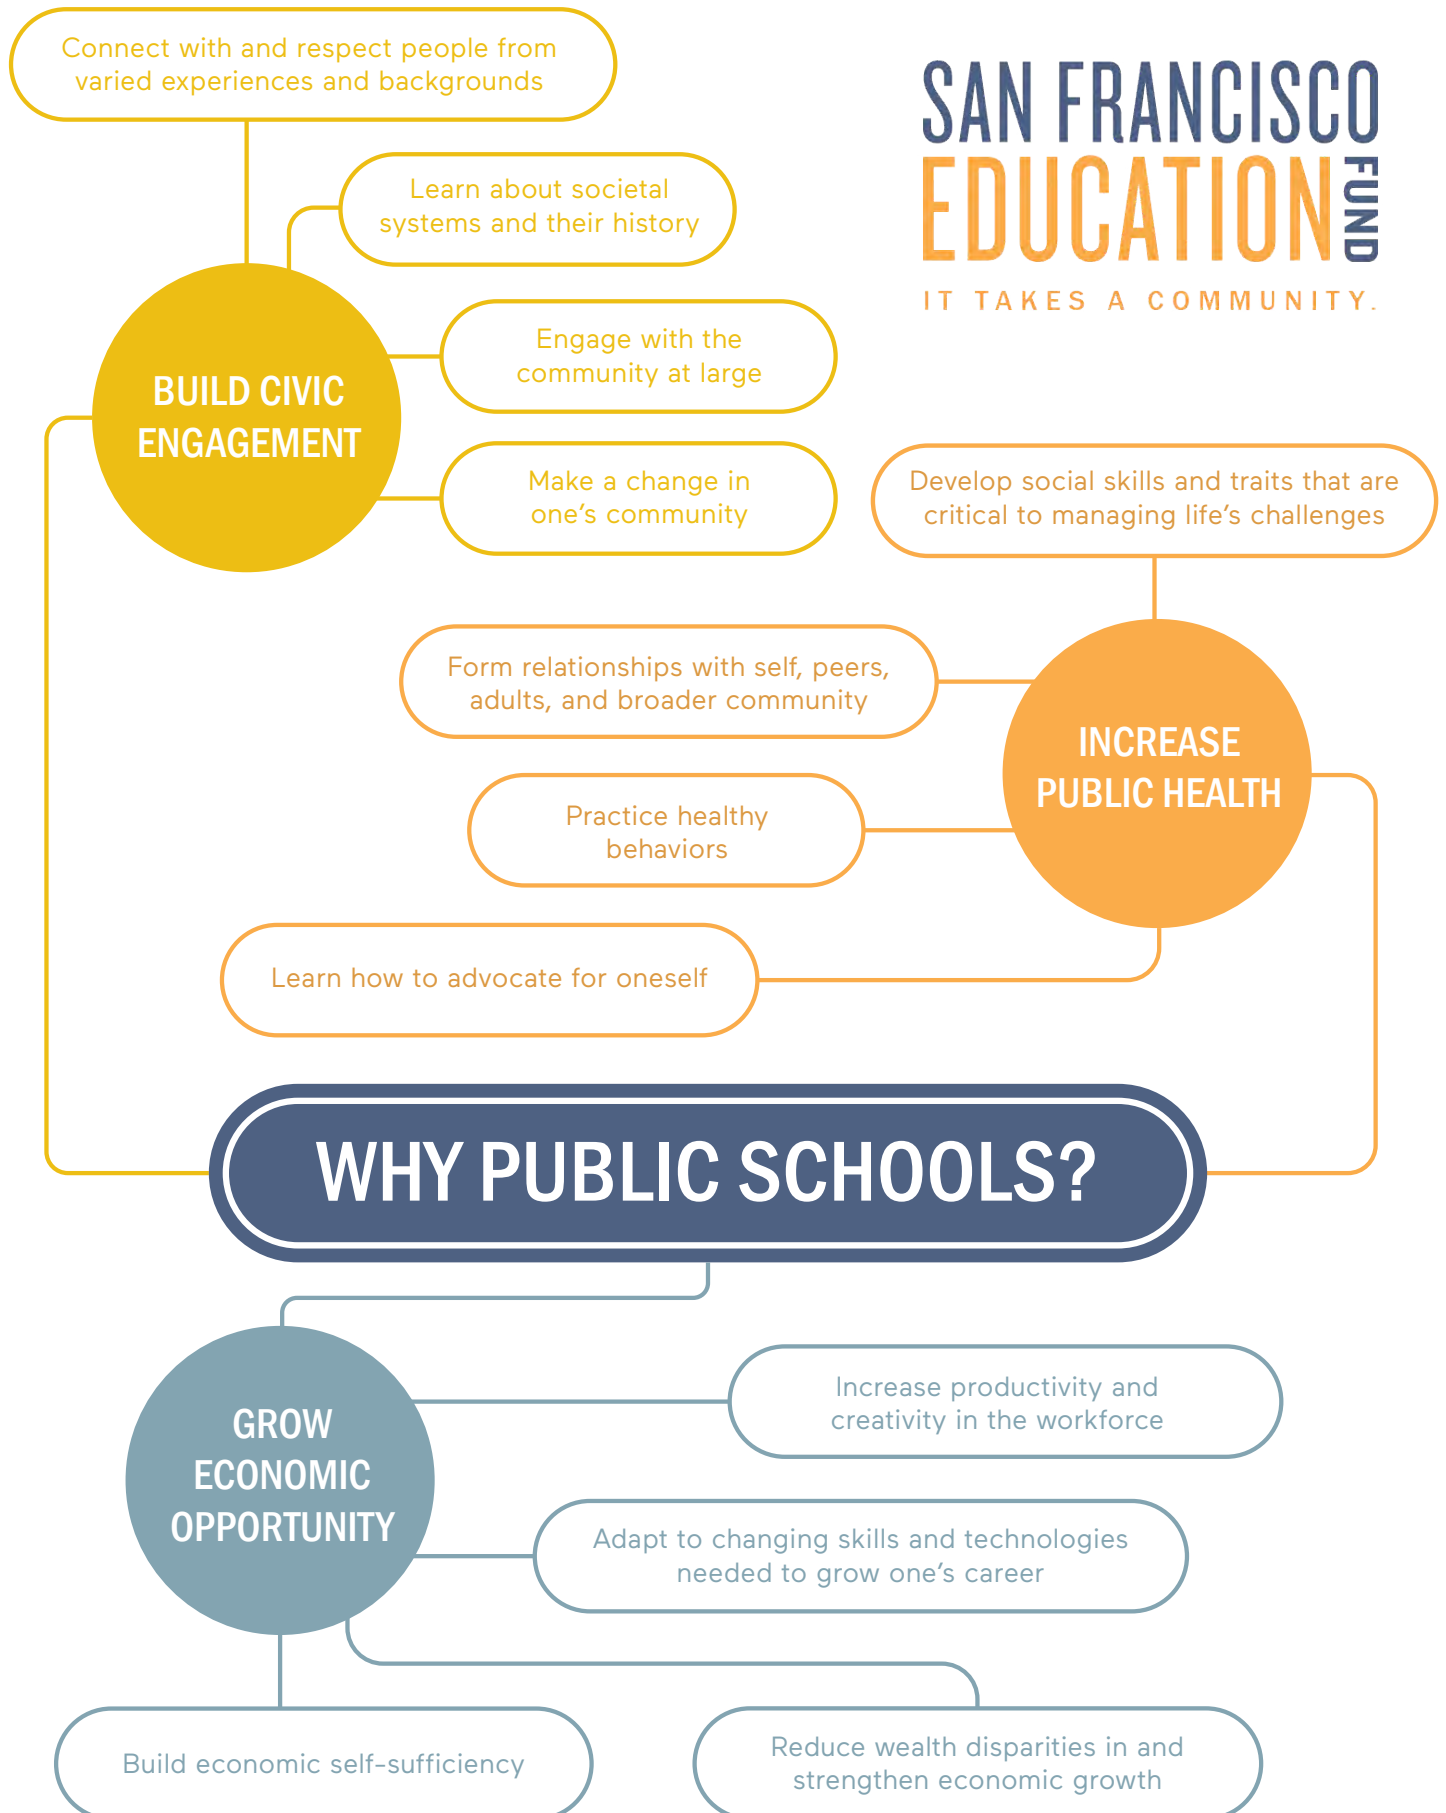 Connect with and respect people from
varied experiences and backgrounds
SAN FRANCISCO
EDUCATION
FUND
IT TAKES A COMMUNITY.
Learn about societal
systems and their history
Engage with the
community at large
BUILD CIVIC
ENGAGEMENT
Make a change in
one's community
Develop social skills and traits that are
critical to managing life's challenges
Form relationships with self, peers,
adults, and broader community
INCREASE
PUBLIC HEALTH
Practice healthy
behaviors
Learn how to advocate for oneself
WHY PUBLIC SCHOOLS?
GROW
ECONOMIC
OPPORTUNITY
Increase productivity and
creativity in the workforce
Adapt to changing skills and technologies
needed to grow one's career
Build economic self-sufficiency
Reduce wealth disparities in and
strengthen economic growth